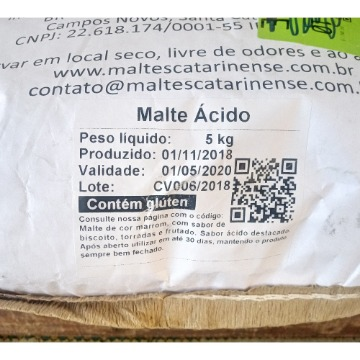 Campos Novos, Santa
CNPJ: 22.618.174/0001-55
var em local seco, livre de odores e ao a
www.maltescatarinense.com.br
contato@maltescatarinense.com
Malte Ácido
Peso liquido: 5 kg
Produzido: 01/11/2018
Validade: 01/05/2020
Lote: CV006/2018
Contém glúten
Consulte nossa página com o código:
Malte de cor marrom, com sabor de
biscoito, torradas e frutado. Sabor ácido destacado.
Após aberto utilizar em até 30 dias, mantendo o produto
sempre bem fechado.